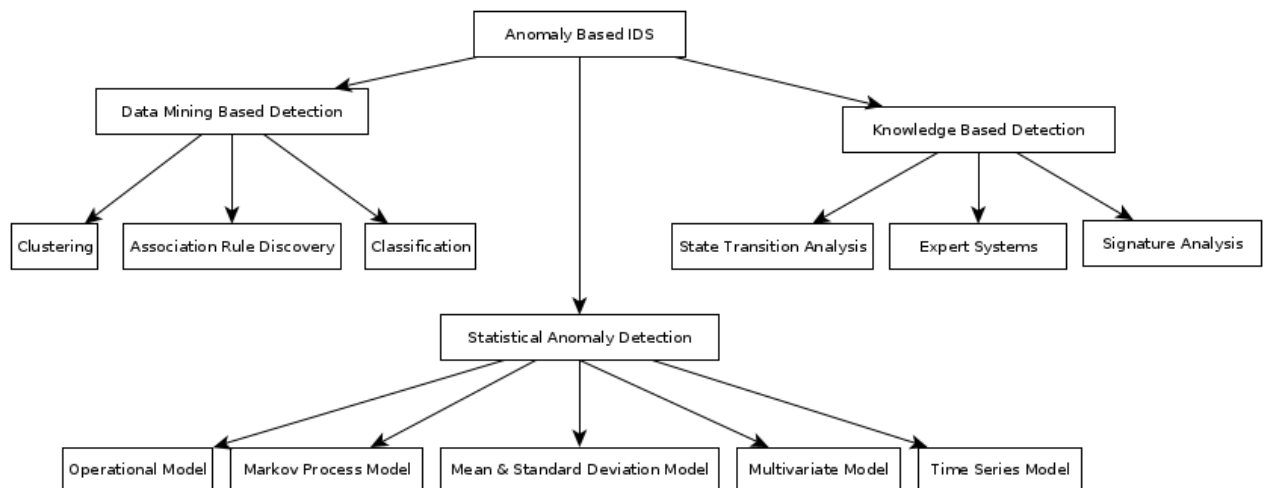 Anomaly Based IDS
Data Mining Based Detection
Knowledge Based Detection
Clustering
Association Rule Discovery
Classification
State Transition Analysis
Expert Systems
Signature Analysis
Statistical Anomaly Detection
Operational Model
Markov Process Model
Mean & Standard Deviation Model
Multivariate Model
Time Series Model